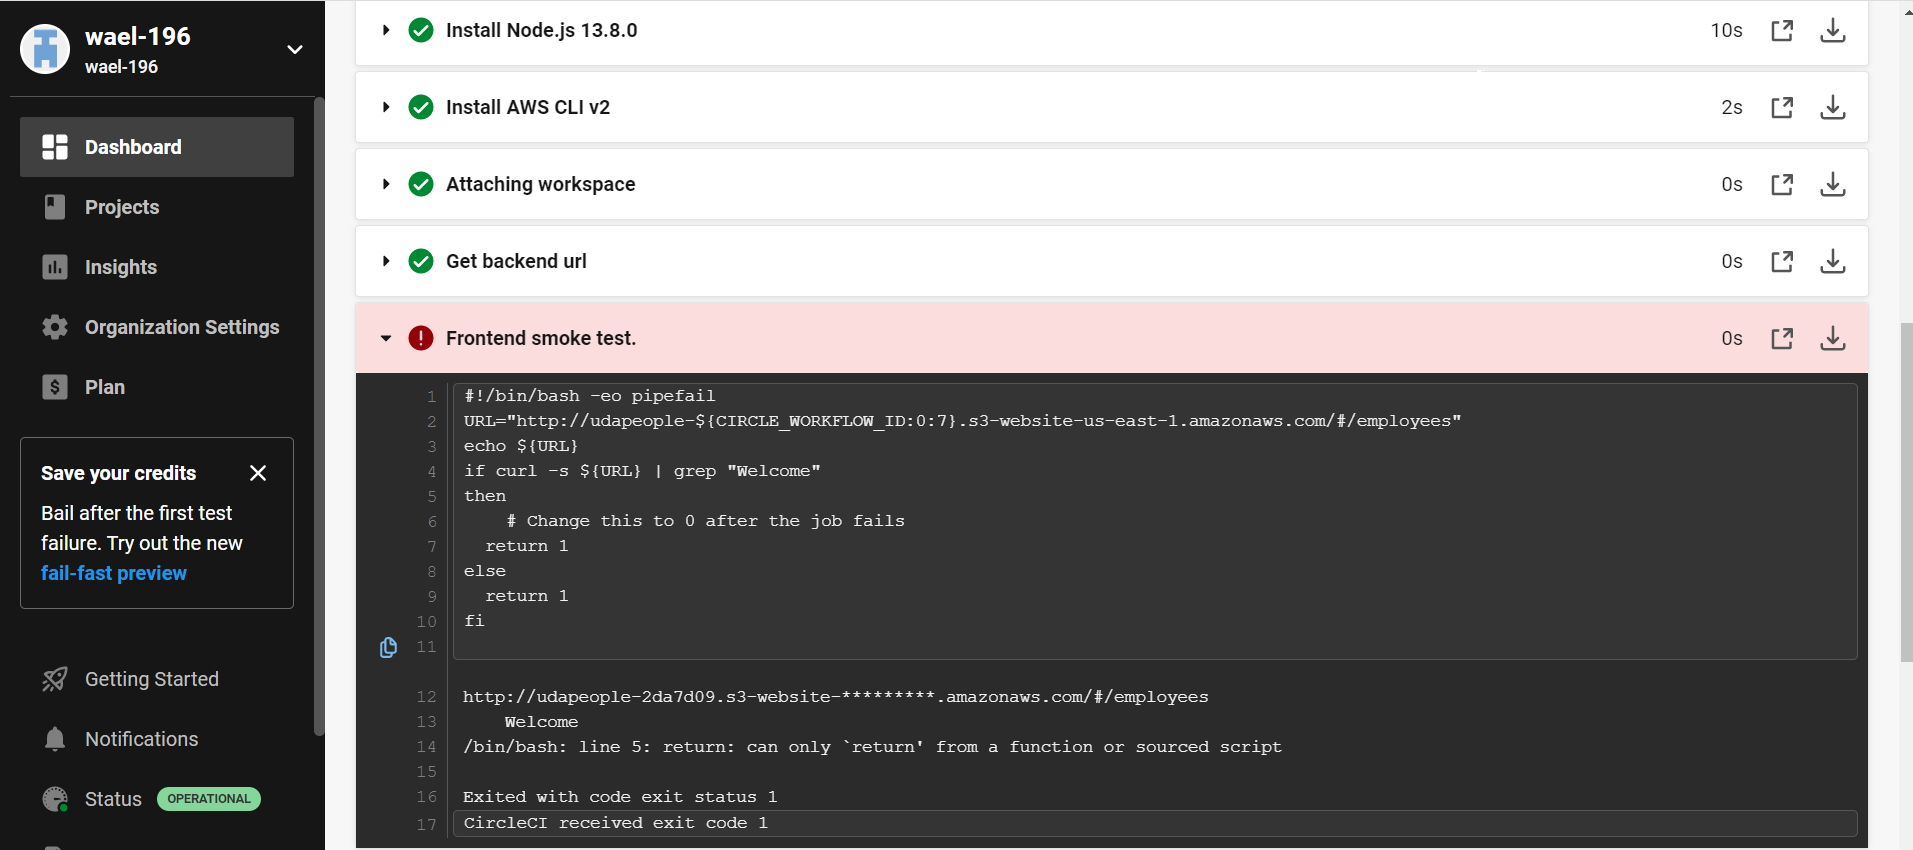 wael-196
wael-196
Dashboard
Projects
Insights
Organization Settings
Plan
Save your credits
Bail after the first test
failure. Try out the new
fail-fast preview
Getting Started
Notifications
Status OPERATIONAL
Install Node.js 13.8.0 10s
Install AWS CLI v2 2s
Attaching workspace 0s
Get backend url 0s
Frontend smoke test. 0s
1 #!/bin/bash -eo pipefail
2 URL="http://udapeople-${CIRCLE_WORKFLOW_ID:0:7}.s3-website-us-east-1.amazonaws.com/#/employees"
3 echo ${URL}
4 if curl -s ${URL} | grep "Welcome"
5 then
6 # Change this to 0 after the job fails
7 return 1
8 else
9 return 1
10 fi
11
12 http://udapeople-2da7d09.s3-website-*********.amazonaws.com/#/employees
13 Welcome
14 /bin/bash: line 5: return: can only `return' from a function or sourced script
15
16 Exited with code exit status 1
17 CircleCI received exit code 1